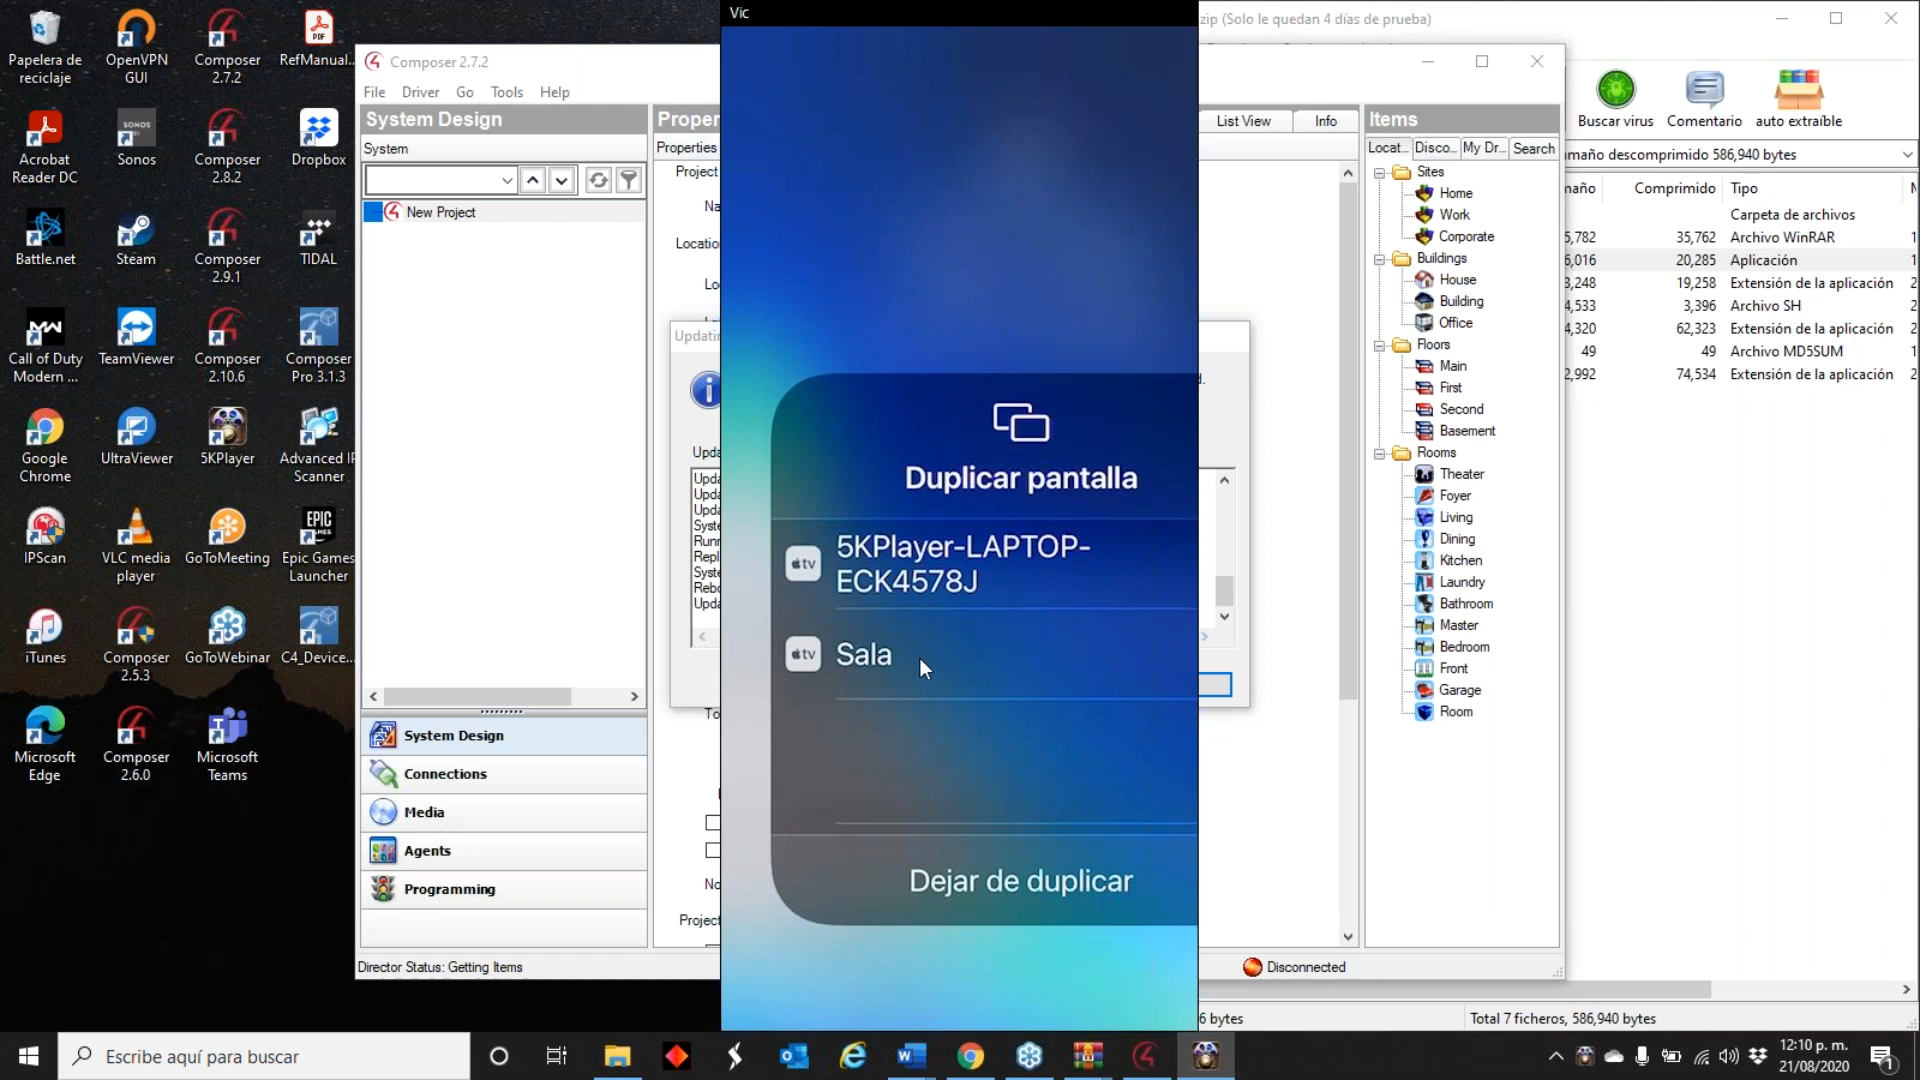 Papelera de
reciclaje
OpenVPN
GUI
Composer
2.7.2
RefManual...
Acrobat
Reader DC
SONOS
Sonos
Composer
2.8.2
Dropbox
Battle.net
Steam
Composer
2.9.1
TIDAL
Call of Duty
Modern ...
TeamViewer
Composer
2.10.6
Composer
Pro 3.1.3
Google
Chrome
UltraViewer
5KPlayer
Advanced IP
Scanner
IPScan
VLC media
player
GoToMeeting
Epic Games
Launcher
iTunes
Composer
2.5.3
GoToWebinar
C4_Device...
Microsoft
Edge
Composer
2.6.0
Microsoft
Teams
Composer 2.7.2
File Driver Go Tools Help
System Design
System
New Project
System Design
Connections
Media
Agents
Programming
Director Status: Getting Items
Disconnected
Proper
Properties
Project
Na
Locatio
Lo
Updatin
Upda
Upda
Upda
Upda
Syste
Runn
Repl
Syste
Rebo
Upda
To
No
Project
List View
Info
Vic
Duplicar pantalla
tv
5KPlayer-LAPTOP-
ECK4578J
tv
Sala
Dejar de duplicar
Items
Locat... Disco... My Dr... Search
Sites
Home
Work
Corporate
Buildings
House
Building
Office
Floors
Main
First
Second
Basement
Rooms
Theater
Foyer
Living
Dining
Kitchen
Laundry
Bathroom
Master
Bedroom
Front
Garage
Room
zip (Solo le quedan 4 días de prueba)
Buscar virus
Comentario
auto extraíble
maño descomprimido 586,940 bytes
naño Comprimido Tipo
Carpeta de archivos
5,782 35,762 Archivo WinRAR
6,016 20,285 Aplicación
3,248 19,258 Extensión de la aplicación
4,533 3,396 Archivo SH
4,320 62,323 Extensión de la aplicación
49 49 Archivo MD5SUM
2,992 74,534 Extensión de la aplicación
6 bytes
Total 7 ficheros, 586,940 bytes
Escribe aquí para buscar
12:10 p. m.
21/08/2020
1